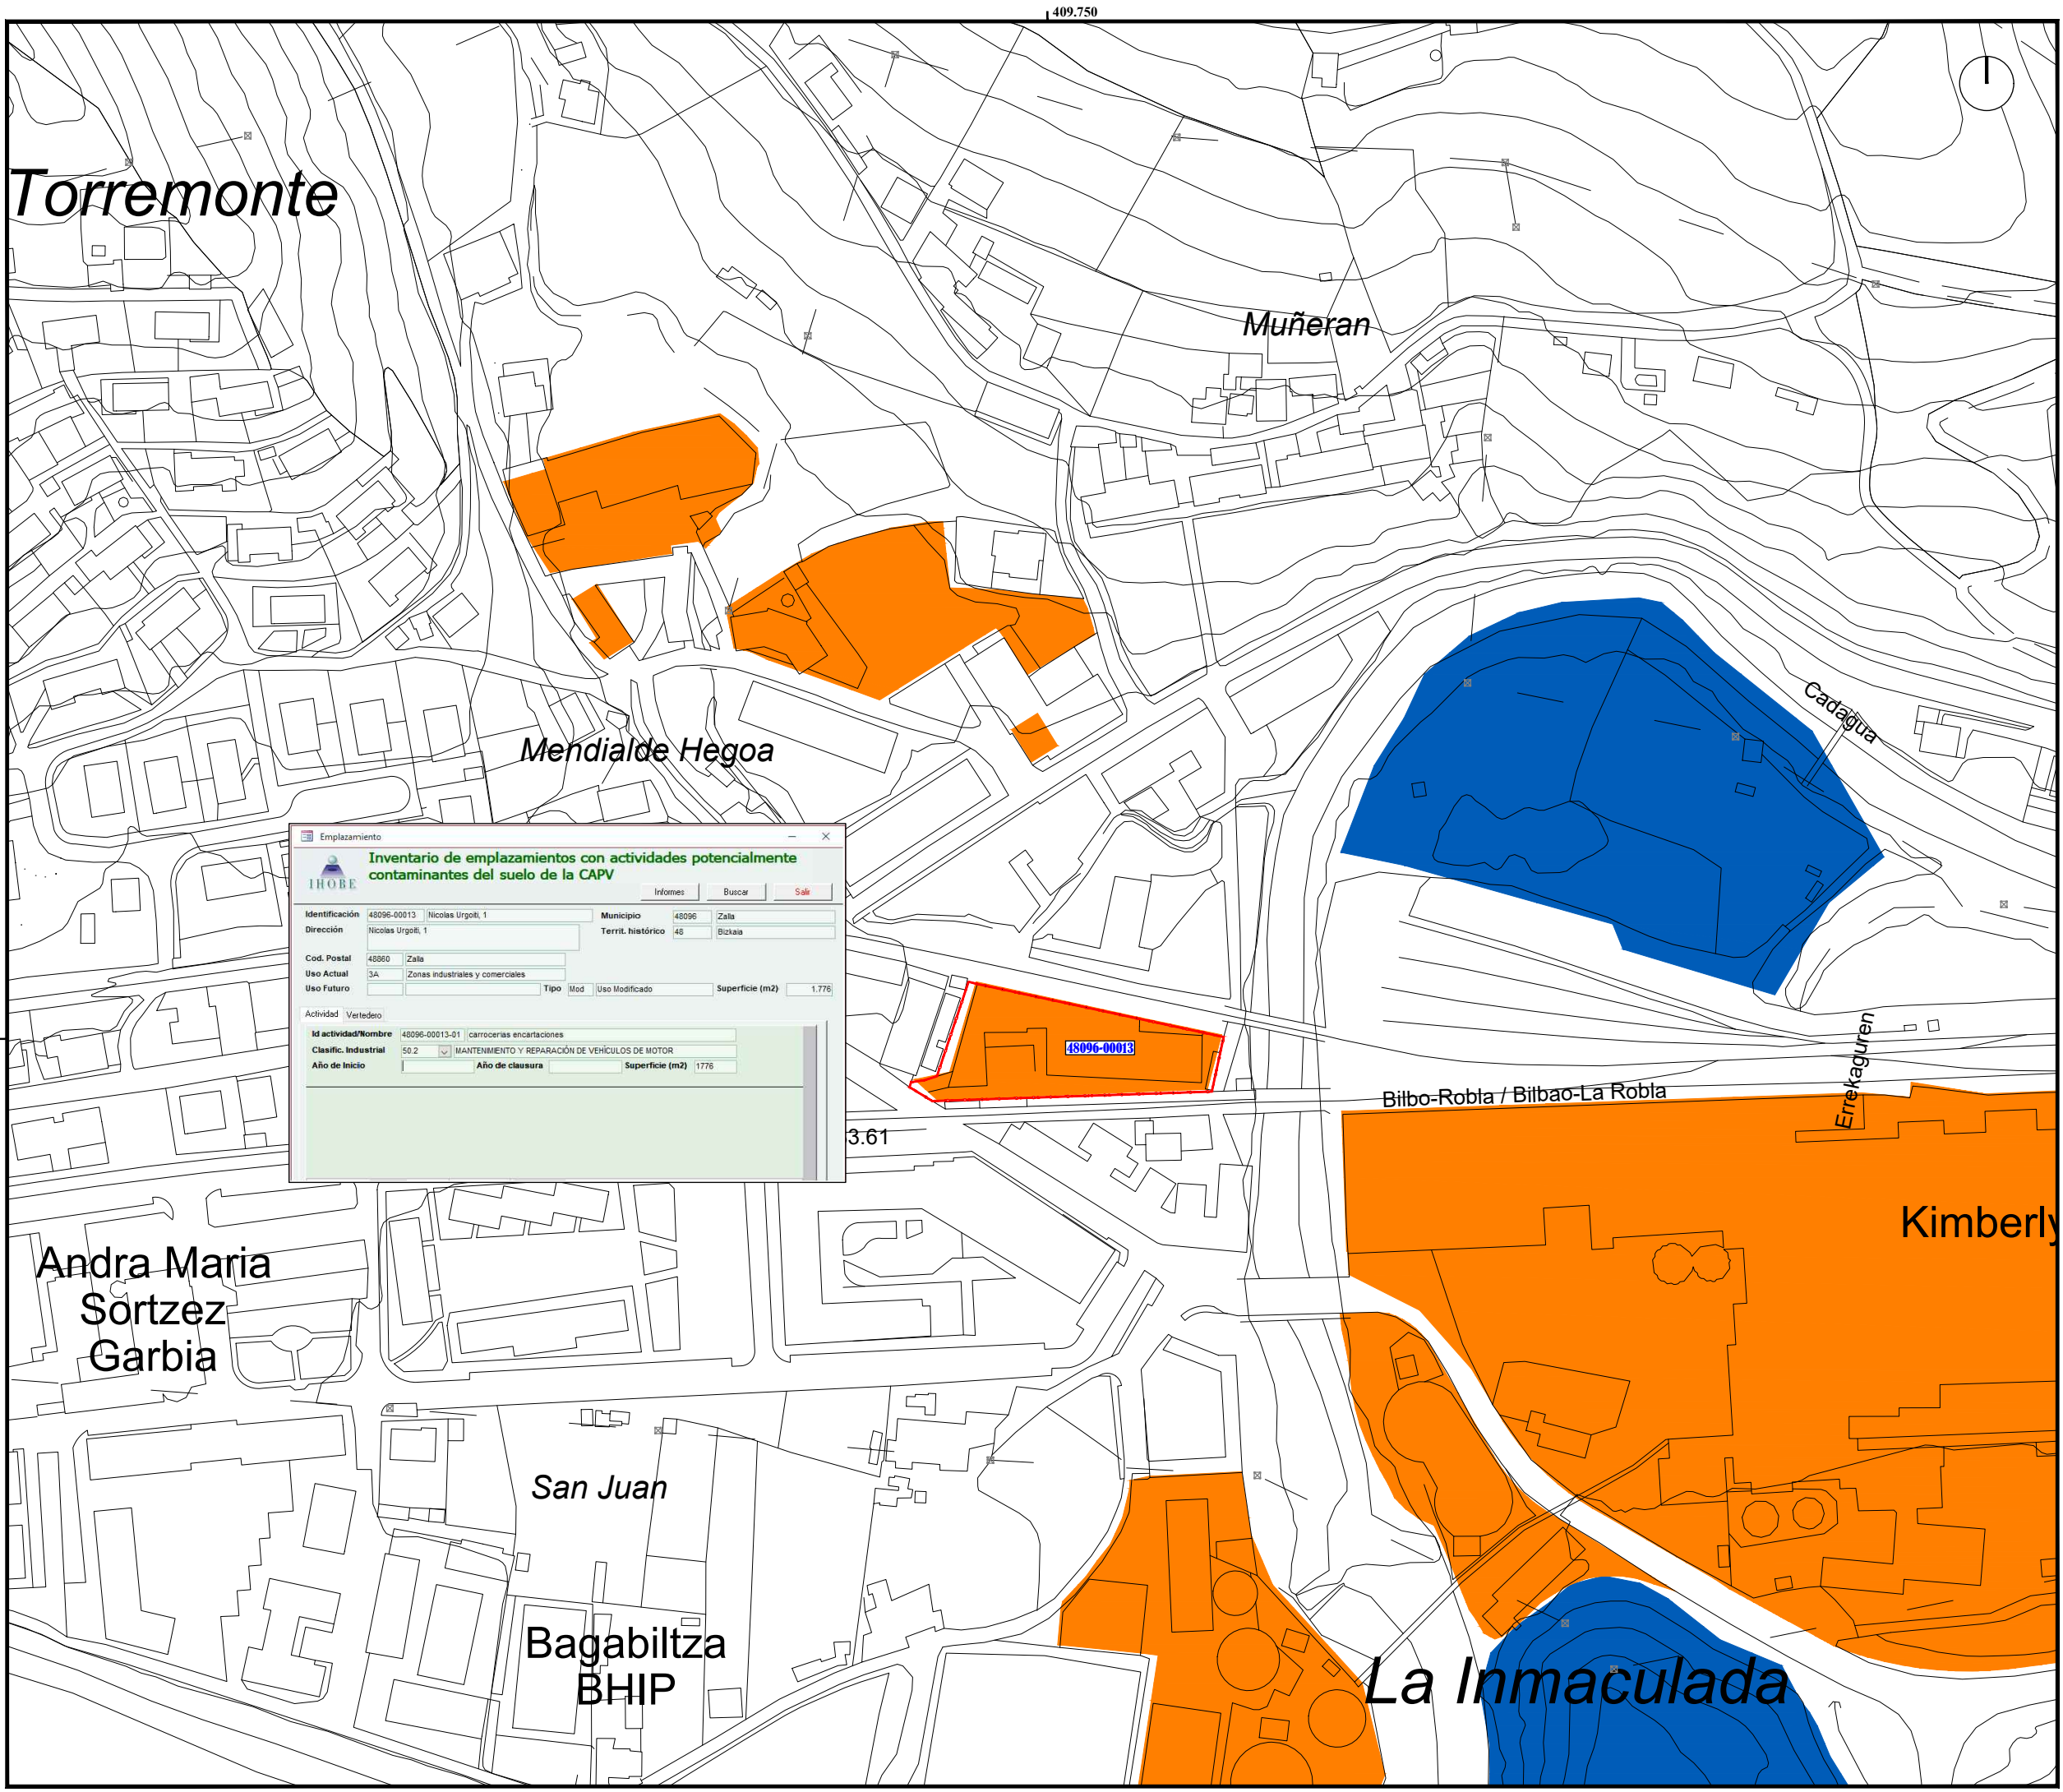 409.750
Torremonte
Muñeran
Cadagua
Mendialde Hegoa
Emplazamiento
IHOBE
Inventario de emplazamientos con actividades potencialmente
contaminantes del suelo de la CAPV
Informes Buscar Salir
Identificación 48096-00013 Nicolas Urgoiti, 1 Municipio 48096 Zalla
Dirección Nicolas Urgoiti, 1 Territ. histórico 48 Bizkaia
Cod. Postal 48860 Zalla
Uso Actual 3A Zonas industriales y comerciales
Uso Futuro Tipo Mod Uso Modificado Superficie (m2) 1.776
Actividad Vertedero
Id actividad/Nombre 48096-00013-01 carrocerias encartaciones
Clasific. Industrial 50.2 MANTENIMIENTO Y REPARACIÓN DE VEHÍCULOS DE MOTOR
Año de Inicio Año de clausura Superficie (m2) 1776
48096-00013
Errekaguren
Bilbo-Robla / Bilbao-La Robla
3.61
Kimberly
Andra Maria
Sortzez
Garbia
San Juan
Bagabiltza
BHIP
La Inmaculada